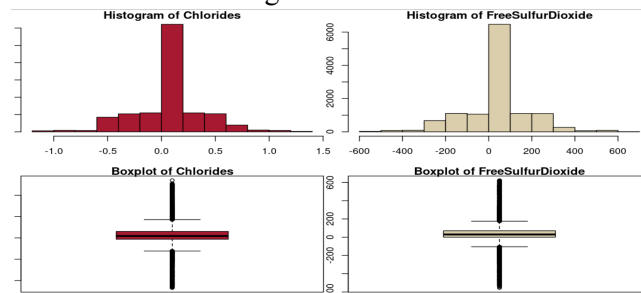 Histogram of Chlorides
Histogram of FreeSulfurDioxide
6000
4000
2000
0
-1.0 -0.5 0.0 0.5 1.0 1.5
-600 -400 -200 0 200 400 600
Boxplot of Chlorides
Boxplot of FreeSulfurDioxide
600
200
0
-200
00